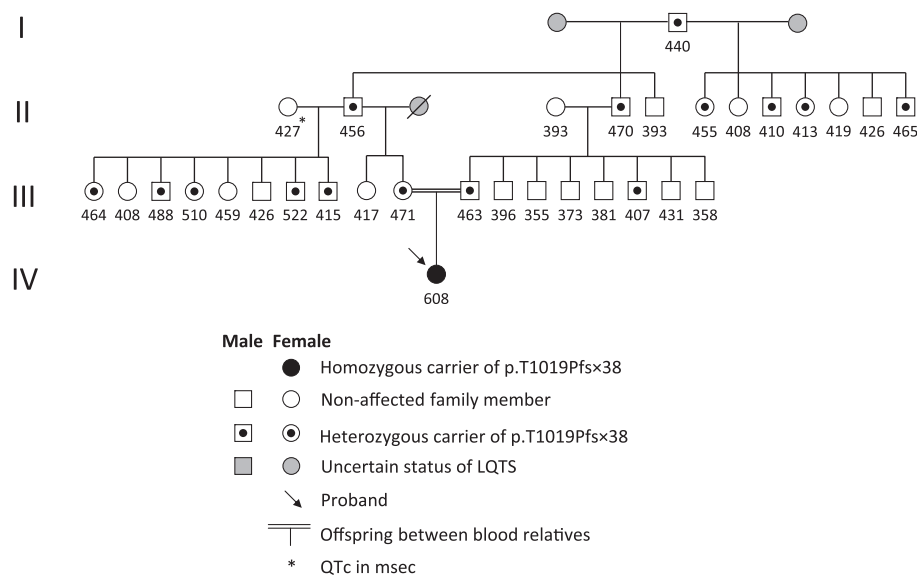 I
440
II
427
*
456
393
470
393
455
408
410
413
419
426
465
III
464
408
488
510
459
426
522
415
417
471
463
396
355
373
381
407
431
358
IV
608
Male Female
Homozygous carrier of p.T1019Pfs×38
Non-affected family member
Heterozygous carrier of p.T1019Pfs×38
Uncertain status of LQTS
Proband
Offspring between blood relatives
* QTc in msec